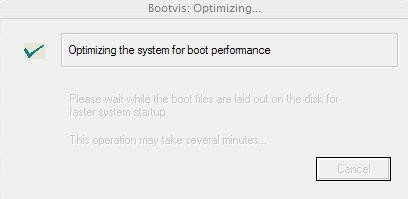 Bootvis: Optimizing...
Optimizing the system for boot perfomance
Please wait while the boot files are laid out on the disk for
faster system startup
This operation may take several minutes...
Cancel